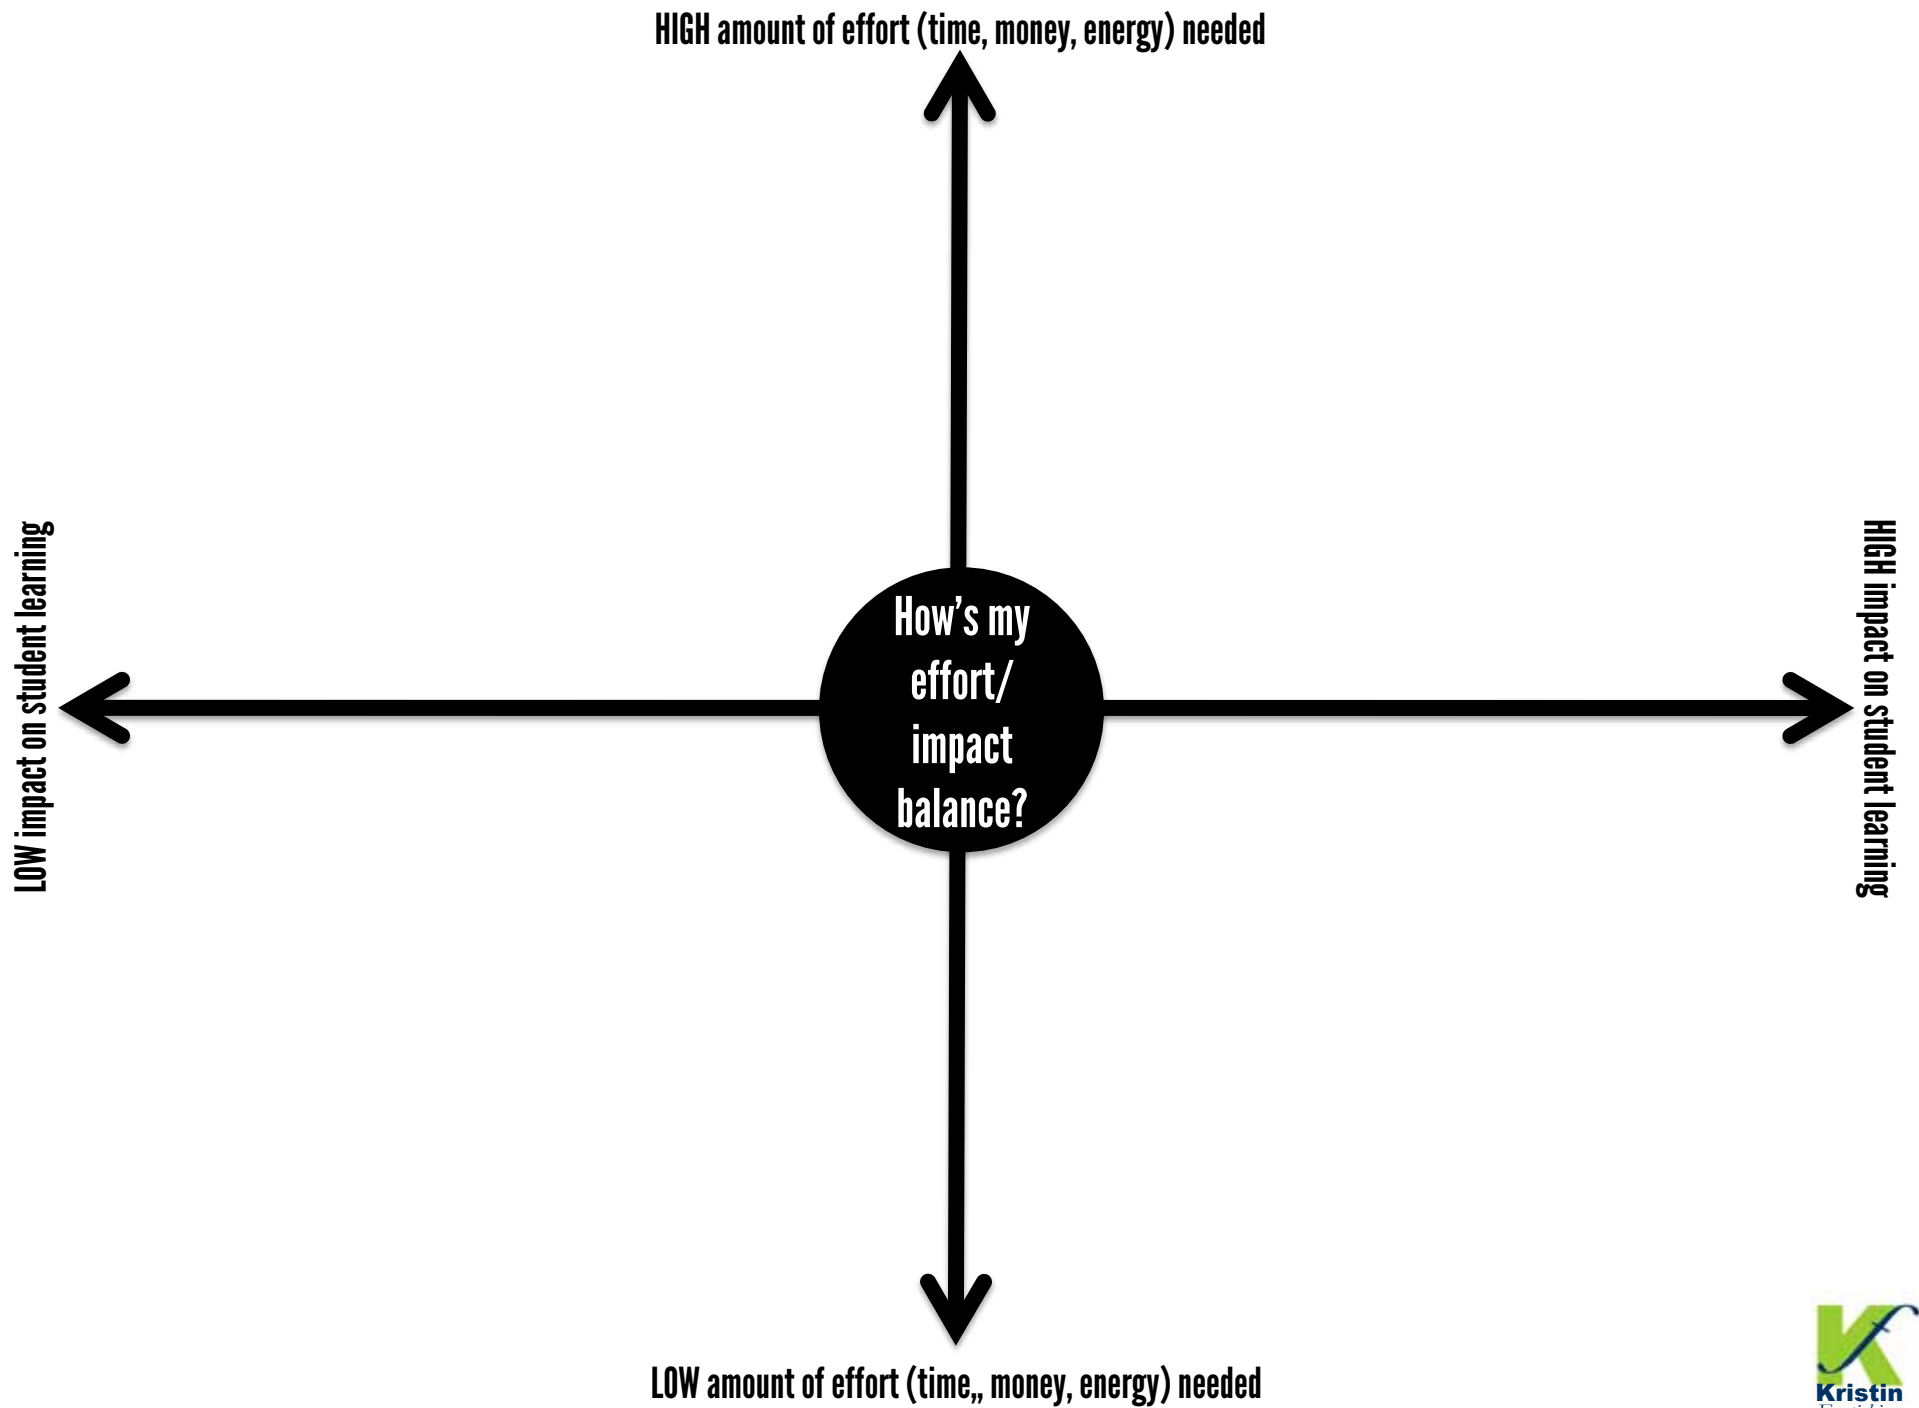 HIGH amount of effort (time, money, energy) needed
LOW impact on student learning
How’s my
effort/
impact
balance?
HIGH impact on student learning
LOW amount of effort (time,, money, energy) needed
Kristin